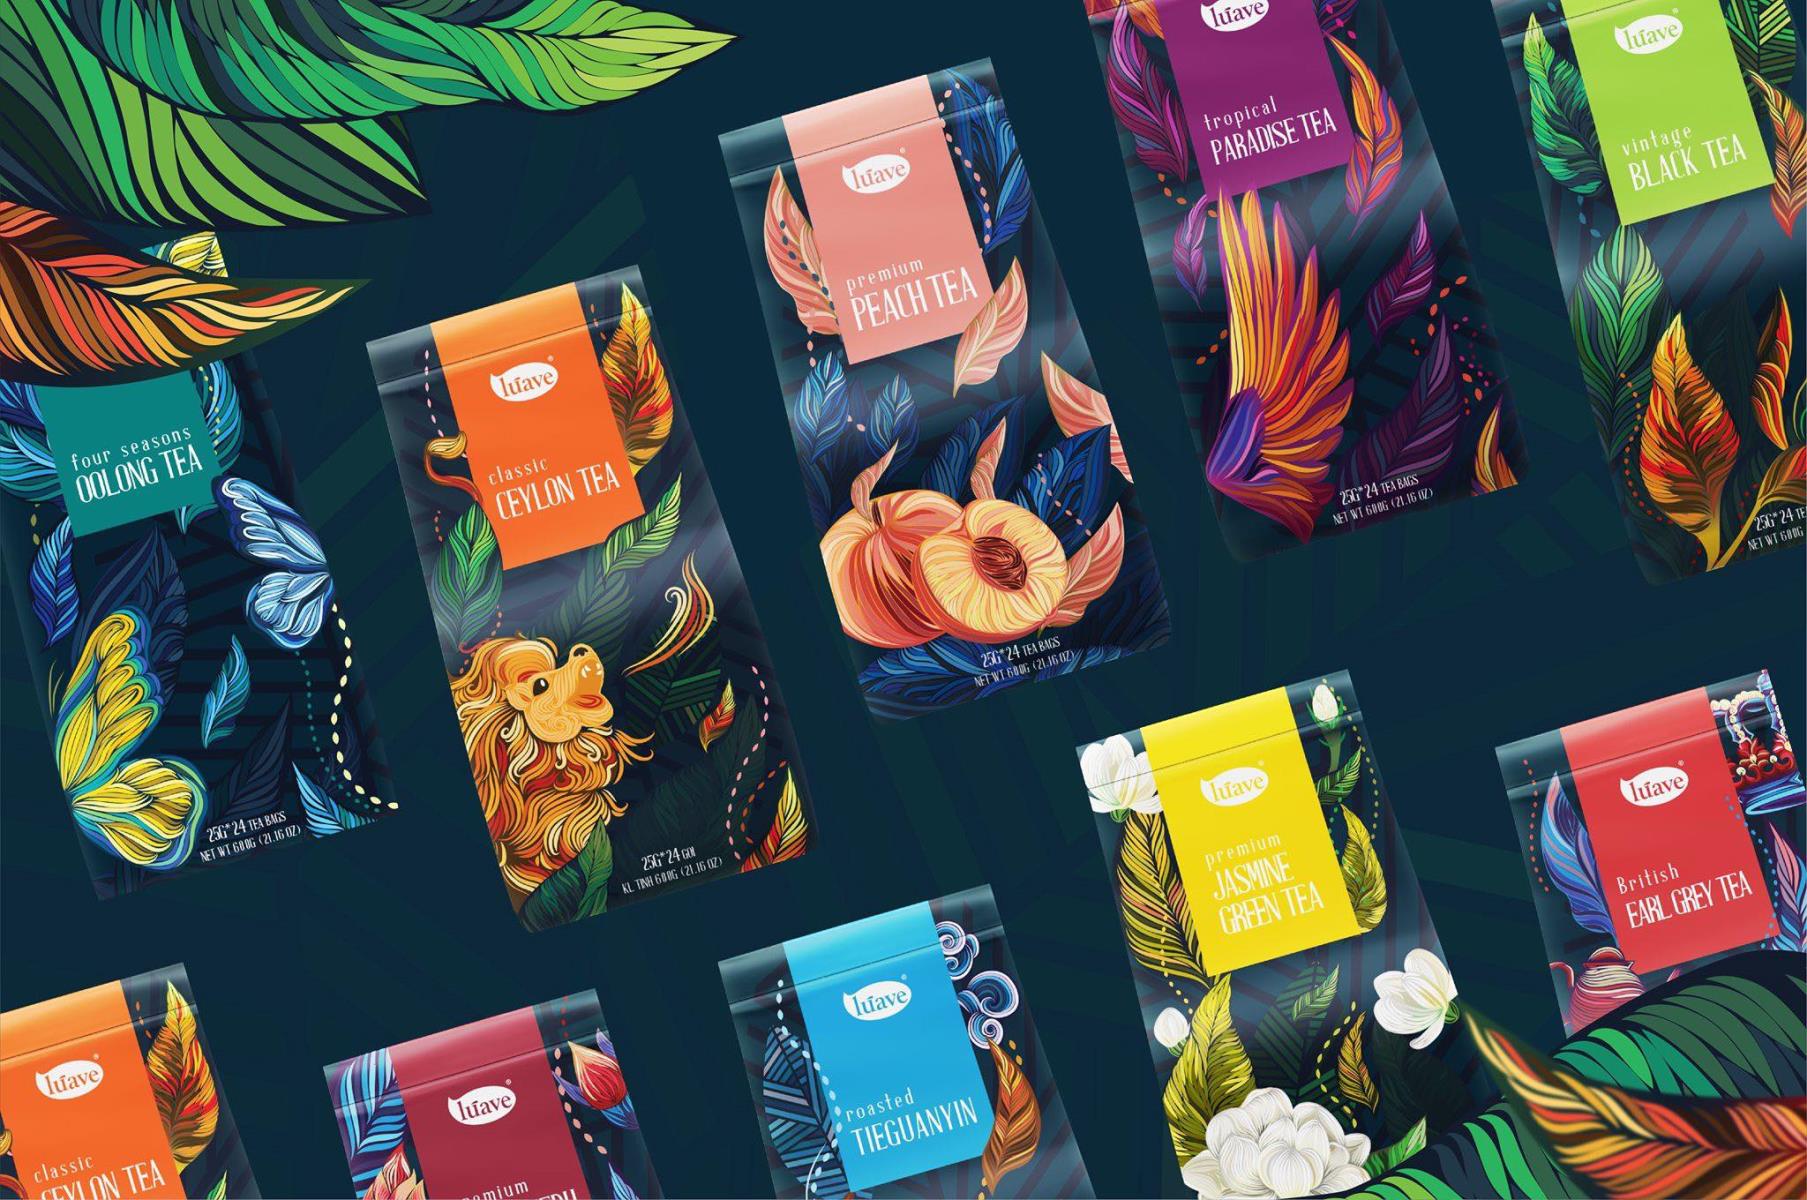 lúave
tropical
PARADISE TEA
25G*24 TEA BAGS
NET WT 600G (21.16 OZ)
lúave
vintage
BLACK TEA
25G*24 TE
NET WT 600G
lúave
premium
PEACH TEA
25G*24 TEA BAGS
NET WT 600G (21.16 OZ)
lúave
classic
CEYLON TEA
25G*24 GÓI
KL TỊNH 600G (21.16 OZ)
four seasons
OOLONG TEA
25G*24 TEA BAGS
NET WT 600G (21.16 OZ)
lúave
premium
JASMINE
GREEN TEA
lúave
British
EARL GREY TEA
lúave
roasted
TIEGUANYIN
lúave
classic
CEYLON TEA
lúave